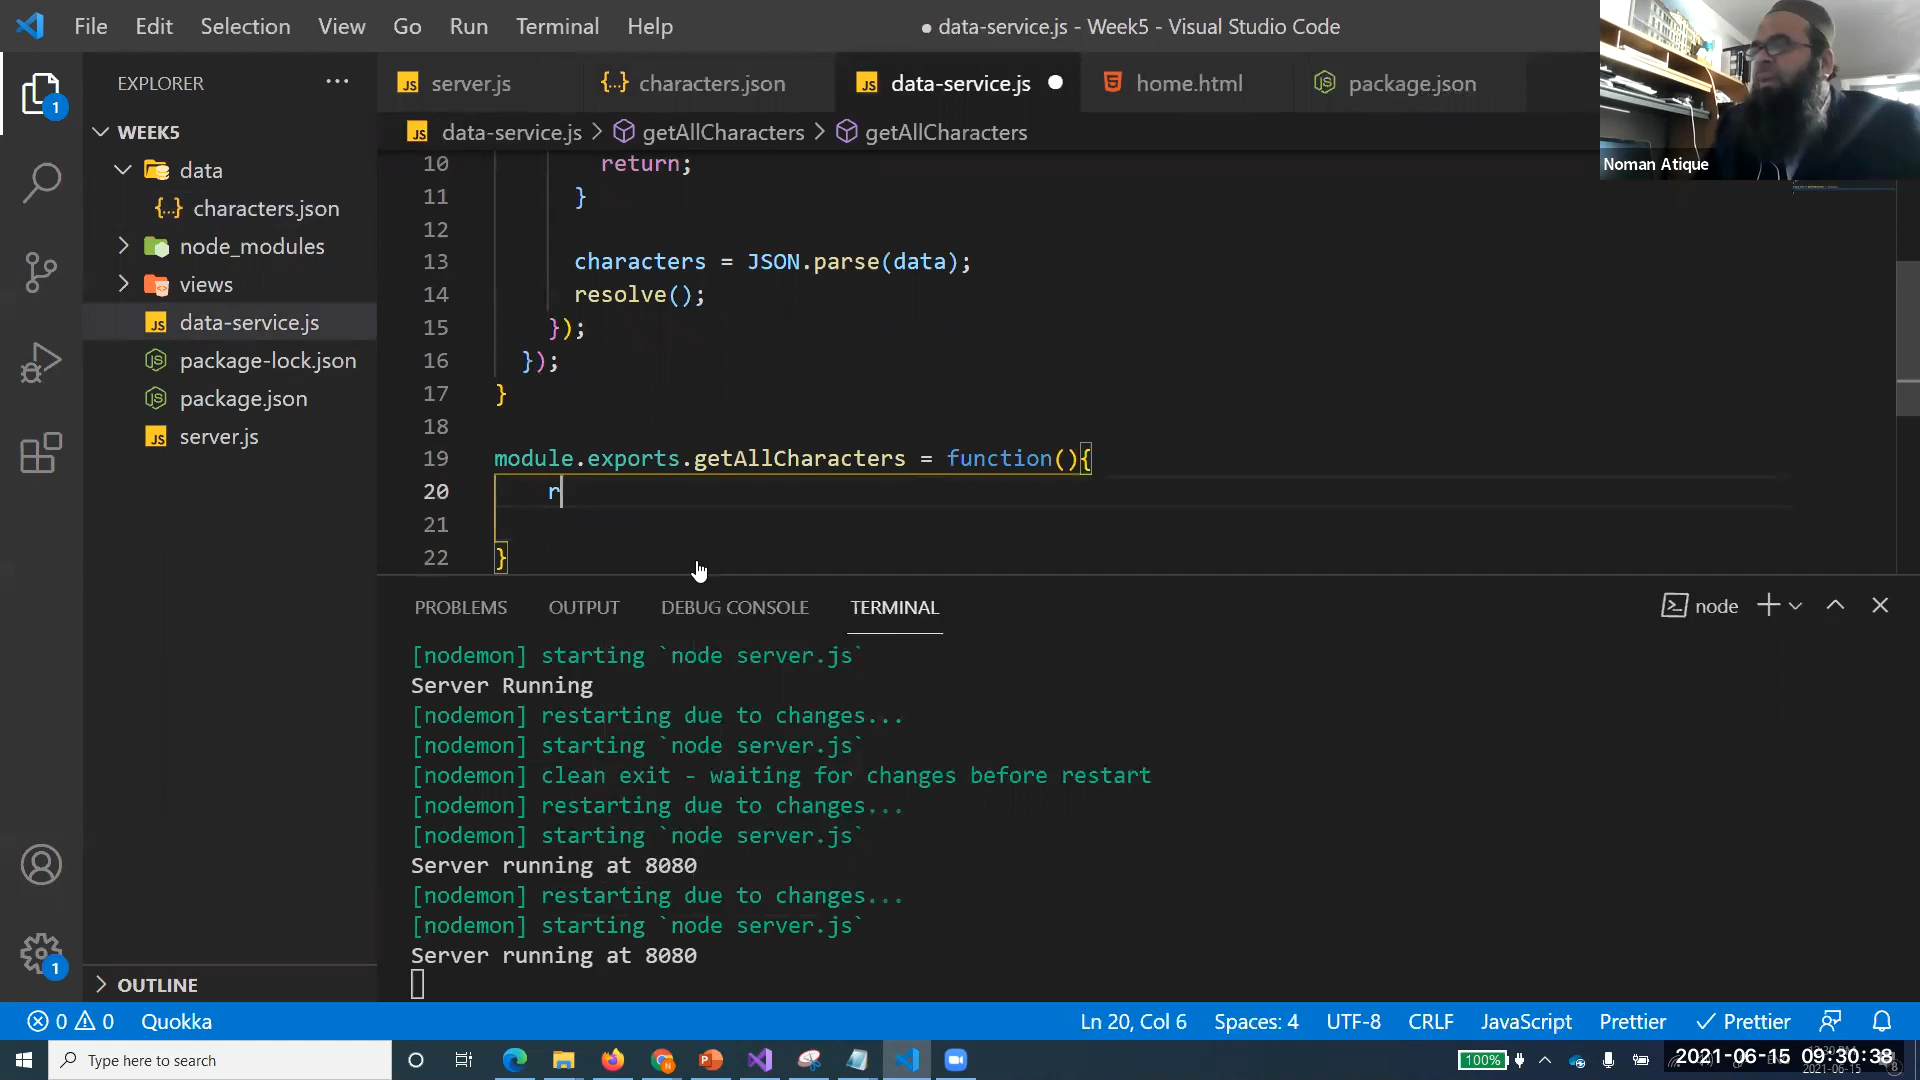 File Edit Selection View Go Run Terminal Help
● data-service.js - Week5 - Visual Studio Code
EXPLORER
WEEK5
data
characters.json
node_modules
views
data-service.js
package-lock.json
package.json
server.js
OUTLINE
server.js characters.json data-service.js home.html package.json
data-service.js > getAllCharacters > getAllCharacters
10 return;
11 }
12
13 characters = JSON.parse(data);
14 resolve();
15 });
16 });
17 }
18
19 module.exports.getAllCharacters = function(){
20 r
21
22 }
Noman Atique
PROBLEMS OUTPUT DEBUG CONSOLE TERMINAL
node
[nodemon] starting `node server.js`
Server Running
[nodemon] restarting due to changes...
[nodemon] starting `node server.js`
[nodemon] clean exit - waiting for changes before restart
[nodemon] restarting due to changes...
[nodemon] starting `node server.js`
Server running at 8080
[nodemon] restarting due to changes...
[nodemon] starting `node server.js`
Server running at 8080
1
1
0 0 Quokka
Ln 20, Col 6 Spaces: 4 UTF-8 CRLF JavaScript Prettier Prettier
Type here to search
100%
2021-06-15 09:30:38